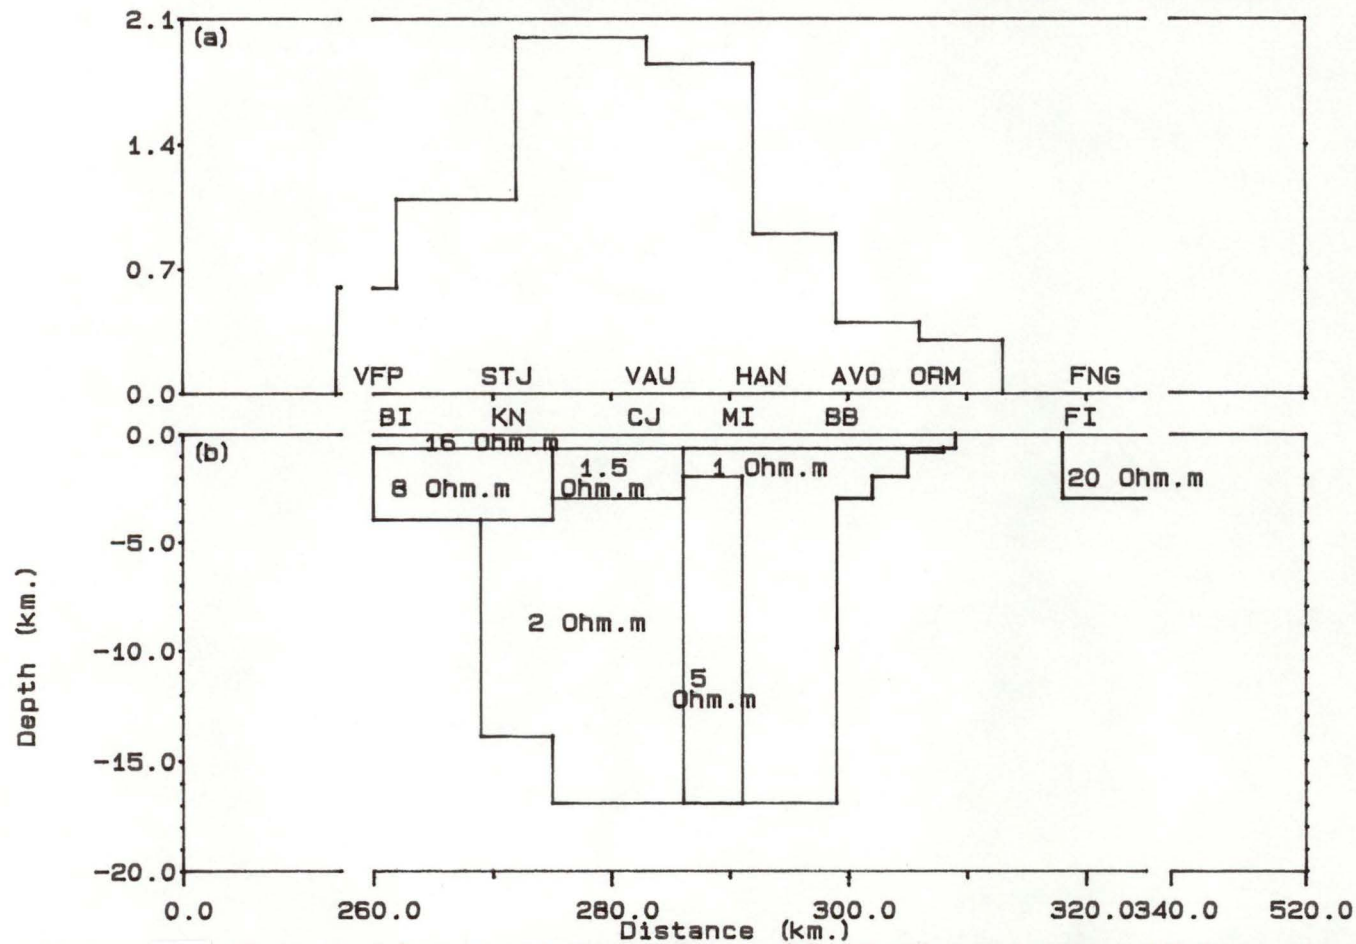 2.1
(a)
1.4
0.7
0.0
VFP STJ VAU HAN AVO ORM FNG
BI KN CJ MI BB FI
0.0
(b)
16 Ohm.m
8 Ohm.m
1.5
Ohm.m
1 Ohm.m
20 Ohm.m
-5.0
2 Ohm.m
-10.0
5
Ohm.m
-15.0
-20.0
Depth (km.)
0.0 260.0 280.0 300.0 320.0 340.0 520.0
Distance (km.)